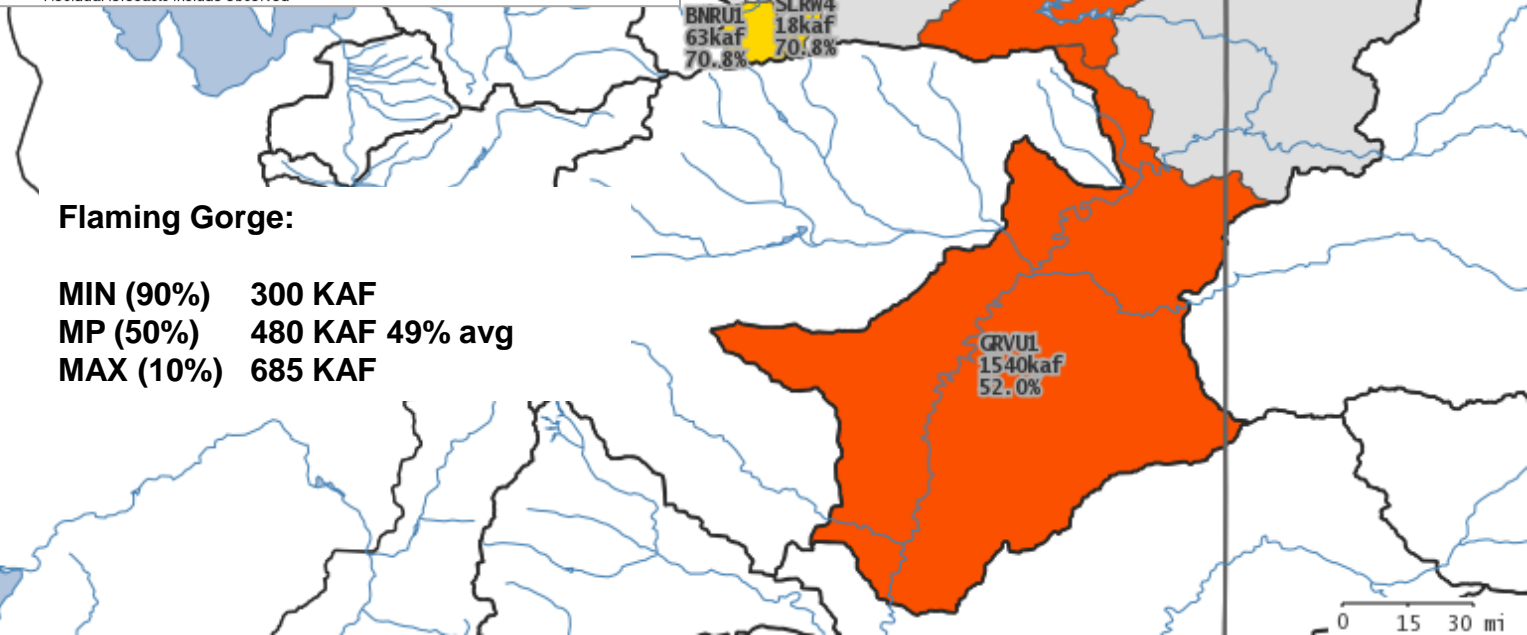 BNRU1
63kaf
70.8%
SLRW4
18kaf
70.8%
Flaming Gorge:
MIN (90%) 300 KAF
MP (50%) 480 KAF 49% avg
MAX (10%) 685 KAF
GRVU1
1540kaf
52.0%
0 15 30 mi